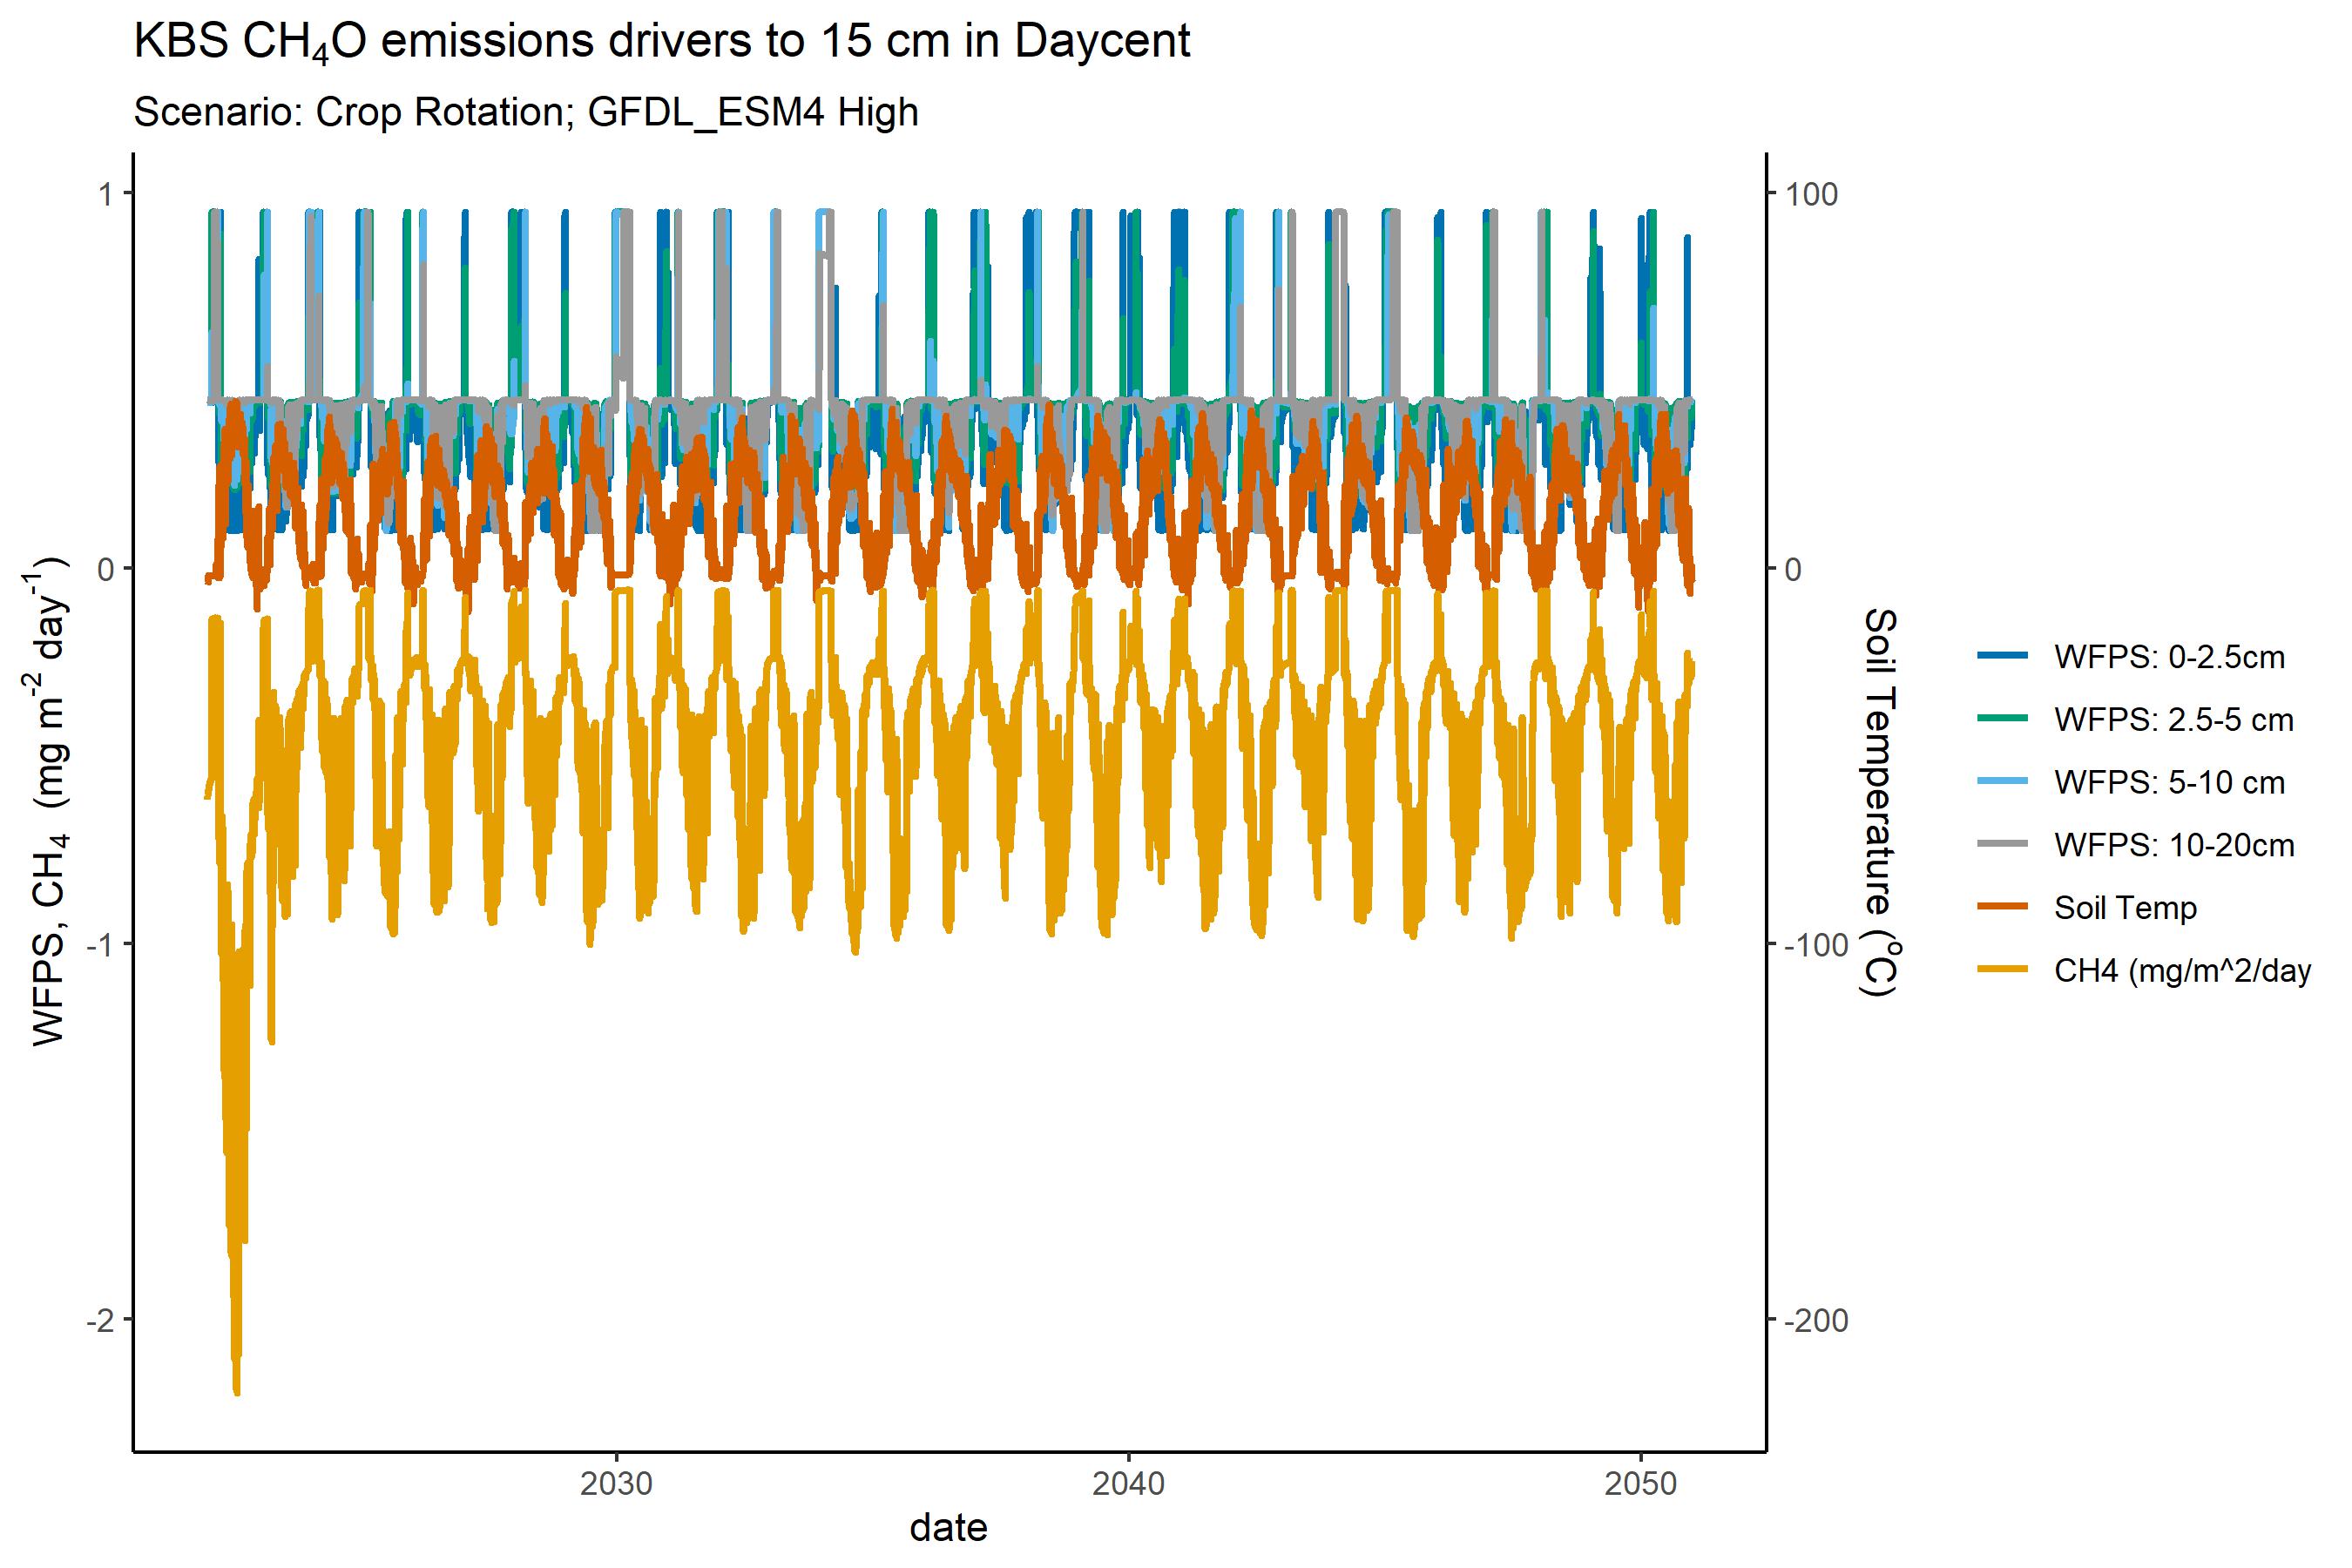 KBS CH₄O emissions drivers to 15 cm in Daycent
Scenario: Crop Rotation; GFDL_ESM4 High
WFPS, CH₄ (mg m⁻² day⁻¹)
1
0
-1
-2
100
0
-100
-200
Soil Temperature (ºC)
2030
2040
2050
date
WFPS: 0-2.5cm
WFPS: 2.5-5 cm
WFPS: 5-10 cm
WFPS: 10-20cm
Soil Temp
CH4 (mg/m^2/day